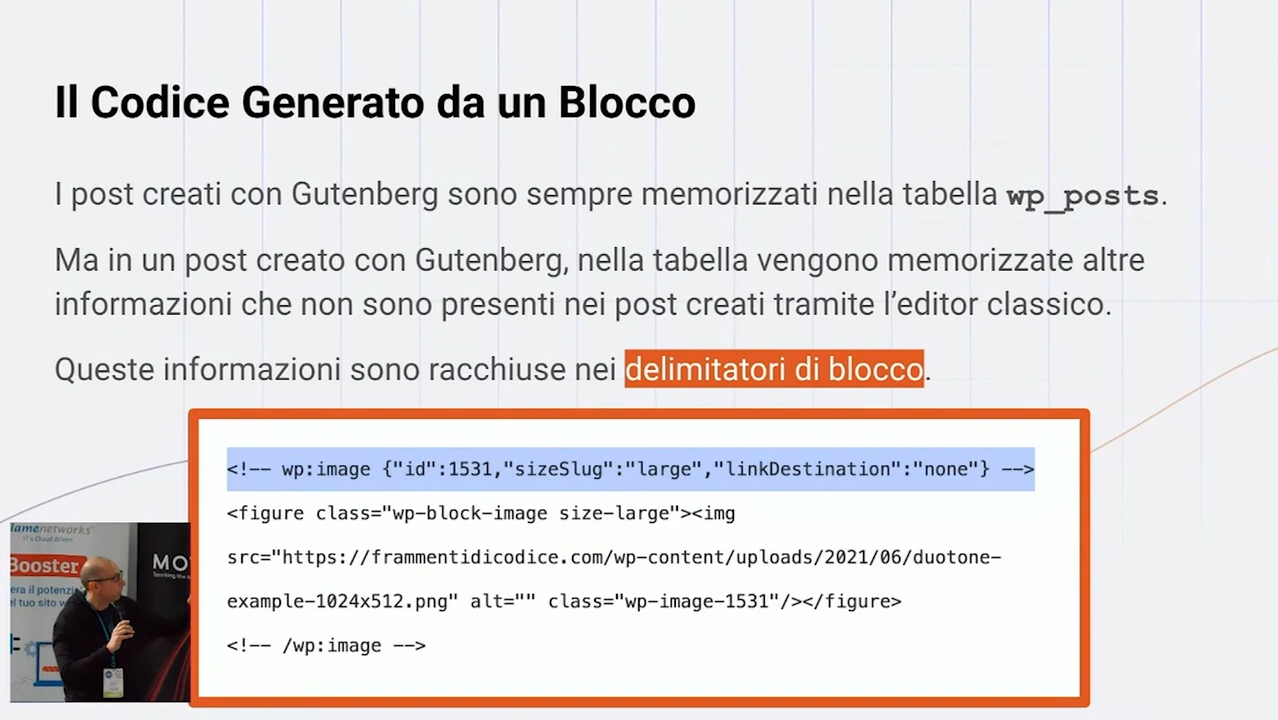 Il Codice Generato da un Blocco
I post creati con Gutenberg sono sempre memorizzati nella tabella wp_posts.
Ma in un post creato con Gutenberg, nella tabella vengono memorizzate altre
informazioni che non sono presenti nei post creati tramite l’editor classico.
Queste informazioni sono racchiuse nei delimitatori di blocco.
<!-- wp:image {"id":1531,"sizeSlug":"large","linkDestination":"none"} -->
<figure class="wp-block-image size-large"><img
src="https://frammentidicodice.com/wp-content/uploads/2021/06/duotone-
example-1024x512.png" alt="" class="wp-image-1531"/></figure>
<!-- /wp:image -->
Booster